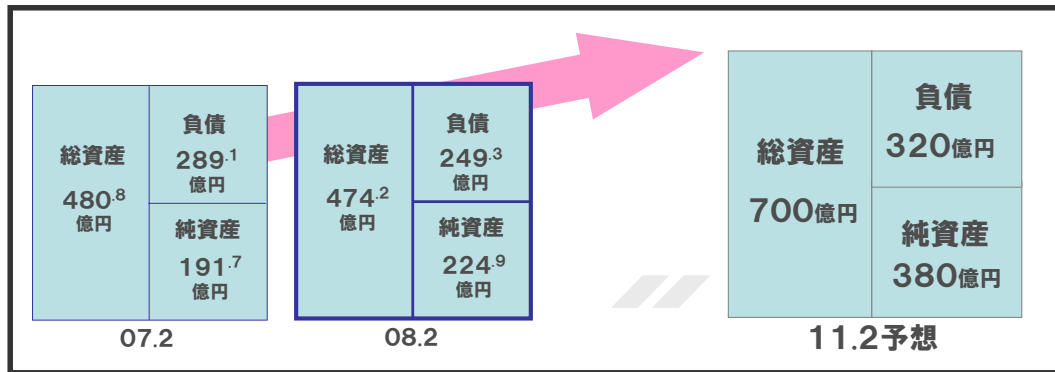 総資産
480.8
億円
負債
289.1
億円
純資産
191.7
億円
07.2
総資産
474.2
億円
負債
249.3
億円
純資産
224.9
億円
08.2
総資産
700億円
負債
320億円
純資産
380億円
11.2予想